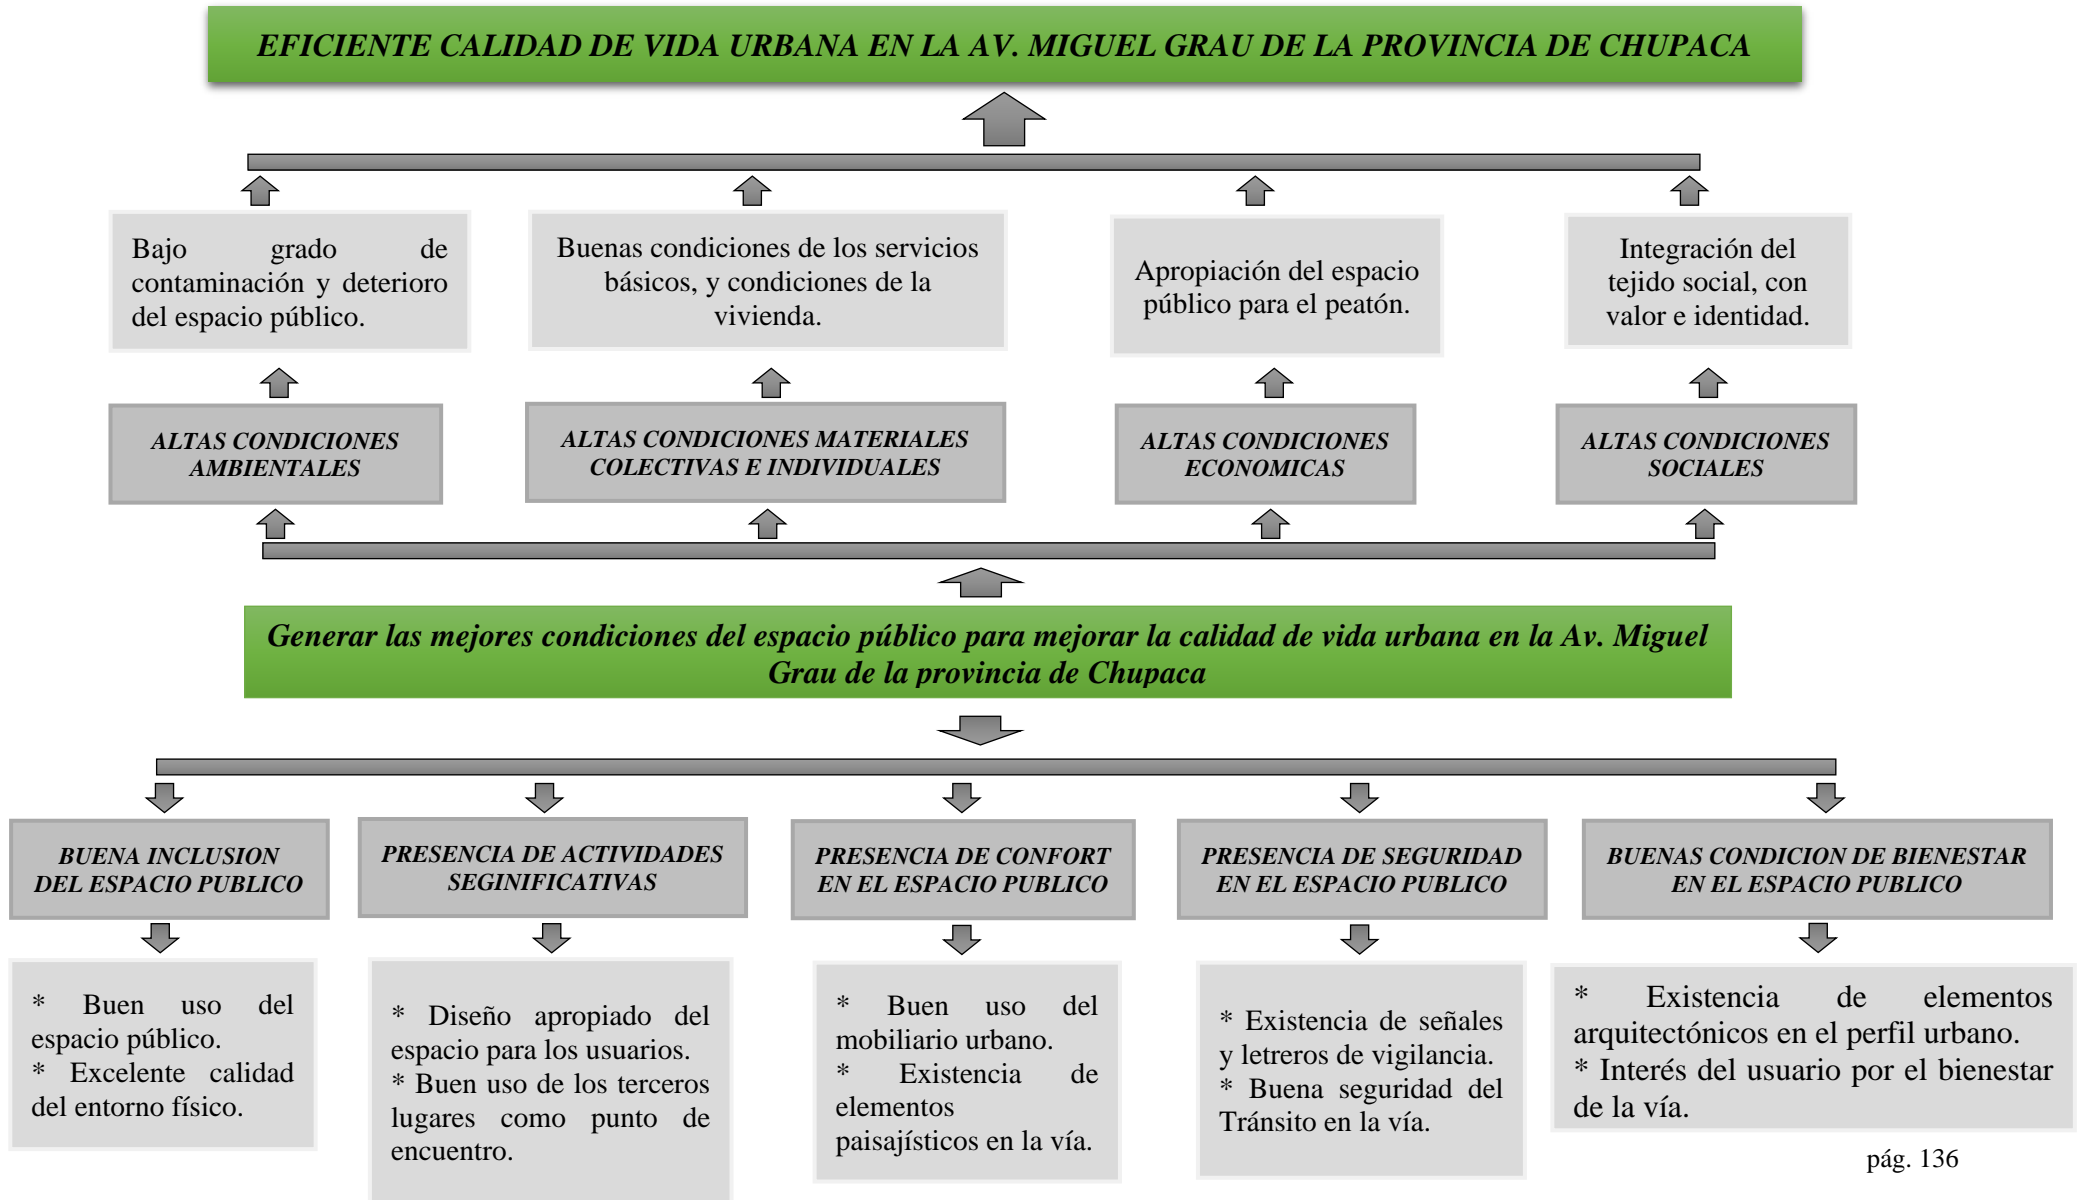 EFICIENTE CALIDAD DE VIDA URBANA EN LA AV. MIGUEL GRAU DE LA PROVINCIA DE CHUPACA
Bajo grado de
contaminación y deterioro
del espacio público.
Buenas condiciones de los servicios
básicos, y condiciones de la
vivienda.
Apropiación del espacio
público para el peatón.
Integración del
tejido social, con
valor e identidad.
ALTAS CONDICIONES
AMBIENTALES
ALTAS CONDICIONES MATERIALES
COLECTIVAS E INDIVIDUALES
ALTAS CONDICIONES
ECONOMICAS
ALTAS CONDICIONES
SOCIALES
Generar las mejores condiciones del espacio público para mejorar la calidad de vida urbana en la Av. Miguel
Grau de la provincia de Chupaca
BUENA INCLUSION
DEL ESPACIO PUBLICO
PRESENCIA DE ACTIVIDADES
SEGINIFICATIVAS
PRESENCIA DE CONFORT
EN EL ESPACIO PUBLICO
PRESENCIA DE SEGURIDAD
EN EL ESPACIO PUBLICO
BUENAS CONDICION DE BIENESTAR
EN EL ESPACIO PUBLICO
* Buen uso del
espacio público.
* Excelente calidad
del entorno físico.
* Diseño apropiado del
espacio para los usuarios.
* Buen uso de los terceros
lugares como punto de
encuentro.
* Buen uso del
mobiliario urbano.
* Existencia de
elementos
paisajísticos en la vía.
* Existencia de señales
y letreros de vigilancia.
* Buena seguridad del
Tránsito en la vía.
* Existencia de elementos
arquitectónicos en el perfil urbano.
* Interés del usuario por el bienestar
de la vía.
pág. 136